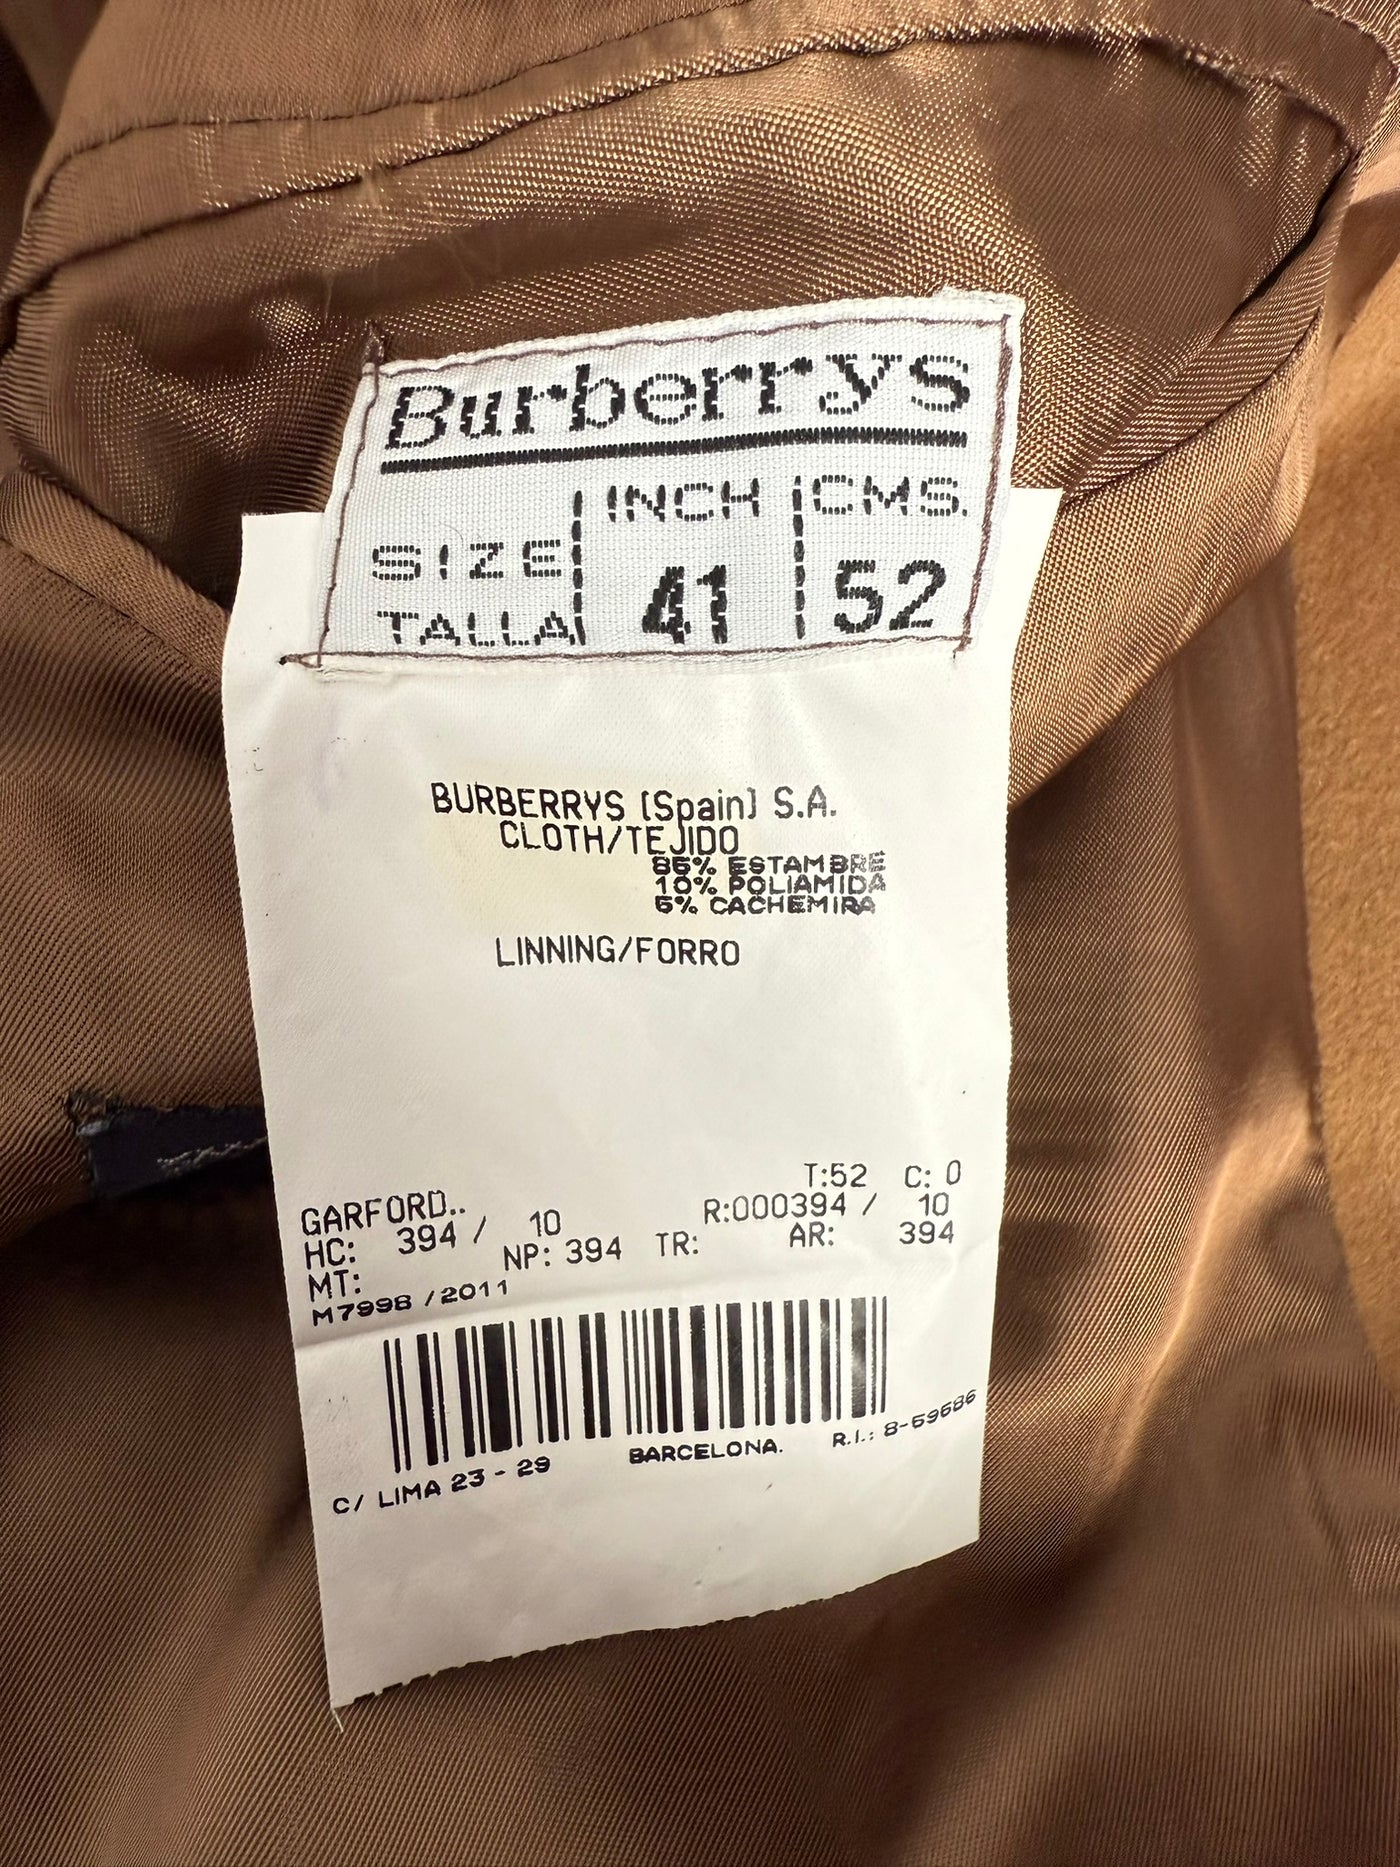 Burberrys
INCH CMS.
SIZE
TALLA 41 52
BURBERRYS (Spain) S.A.
CLOTH/TEJIDO
85% ESTAMBRE
10% POLIAMIDA
5% CACHEMIRA
LINNING/FORRO
T:52 C: 0
GARFORD.. R:000394 / 10
HC: 394 / 10 NP: 394 TR: AR: 394
MT:
M7998 /2011
C/ LIMA 23 - 29 BARCELONA. R.I.: 8-59686